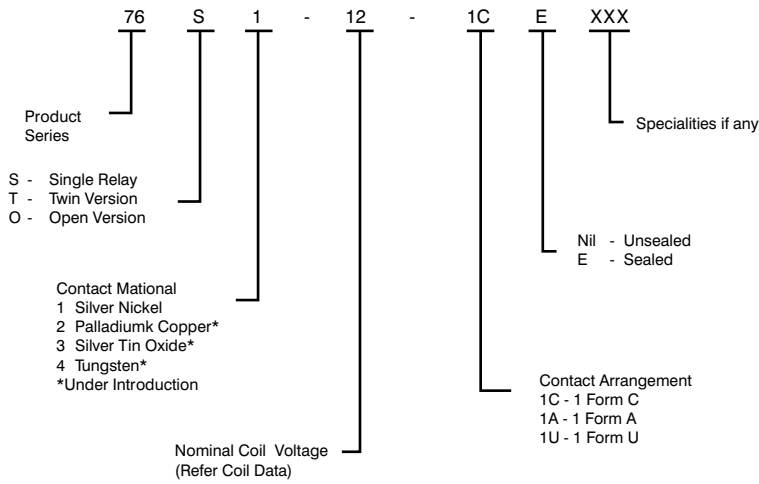 76 S 1 - 12 - 1C E XXX
Product
Series
Specialities if any
S - Single Relay
T - Twin Version
O - Open Version
Nil - Unsealed
E - Sealed
Contact Mational
1 Silver Nickel
2 Palladiumk Copper*
3 Silver Tin Oxide*
4 Tungsten*
*Under Introduction
Contact Arrangement
1C - 1 Form C
1A - 1 Form A
1U - 1 Form U
Nominal Coil Voltage
(Refer Coil Data)